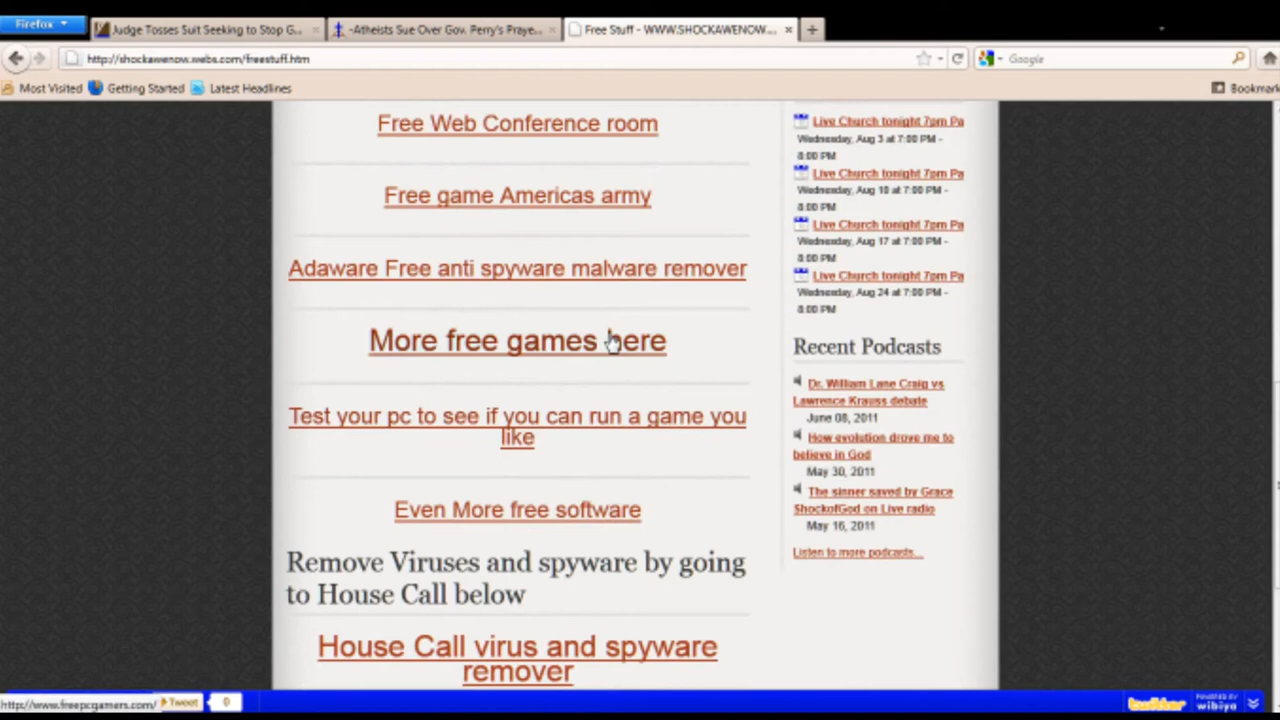 Firefox
Judge Tosses Suit Seeking to Stop G...
-Atheists Sue Over Gov. Perry's Praye...
Free Stuff - WWW.SHOCKAWENOW....
http://shockawenow.webs.com/freestuff.htm
Google
Most Visited
Getting Started
Latest Headlines
Bookmark
Free Web Conference room
Free game Americas army
Adaware Free anti spyware malware remover
More free games here
Test your pc to see if you can run a game you
like
Even More free software
Remove Viruses and spyware by going
to House Call below
House Call virus and spyware
remover
Live Church tonight 7pm Pa
Wednesday, Aug 3 at 7:00 PM -
8:00 PM
Live Church tonight 7pm Pa
Wednesday, Aug 10 at 7:00 PM -
8:00 PM
Live Church tonight 7pm Pa
Wednesday, Aug 17 at 7:00 PM -
8:00 PM
Live Church tonight 7pm Pa
Wednesday, Aug 24 at 7:00 PM -
8:00 PM
Recent Podcasts
Dr. William Lane Craig vs
Lawrence Krauss debate
June 08, 2011
How evolution drove me to
believe in God
May 30, 2011
The sinner saved by Grace
ShockofGod on Live radio
May 16, 2011
Listen to more podcasts...
http://www.freepcgamers.com/
Tweet
0
twitter
POWERED BY
wibiya